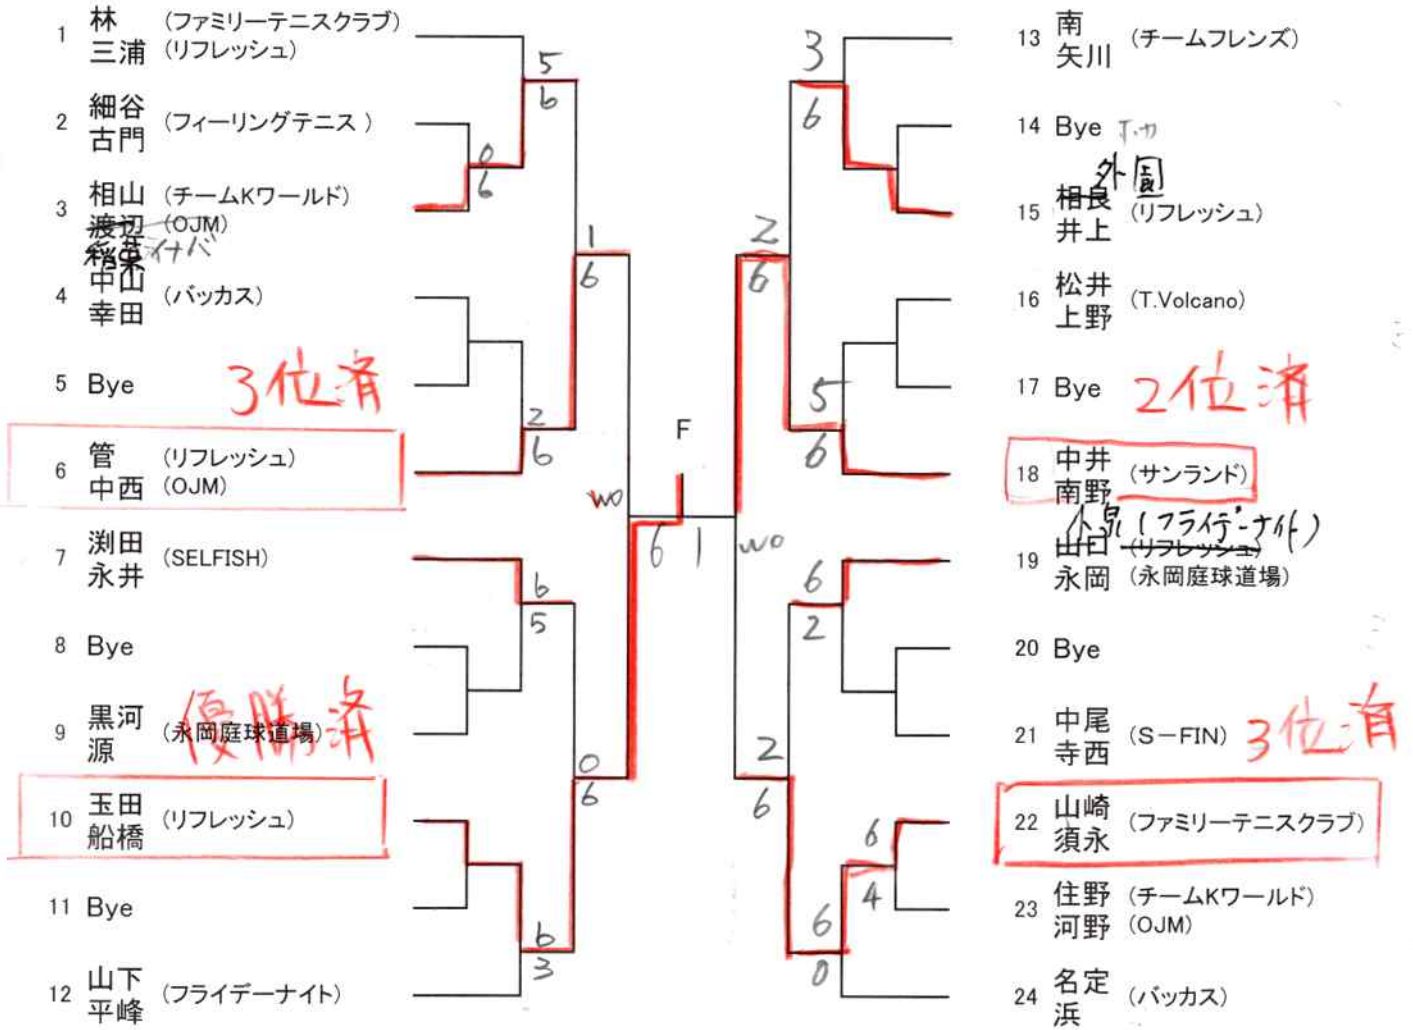 1 林 (ファミリーテニスクラブ)
三浦 (リフレッシュ)
2 細谷 (フィーリングテニス )
古門
3 相山 (チームKワールド)
渡辺 (OJM)
稲葉 イナバ
4 中山 (バッカス)
幸田
5 Bye
3位済
6 管 (リフレッシュ)
中西 (OJM)
7 渕田 (SELFISH)
永井
8 Bye
9 黒河 (永岡庭球道場)
源
優勝済
10 玉田 (リフレッシュ)
船橋
11 Bye
12 山下 (フライデーナイト)
平峰
5
6
0
6
1
6
2
6
wo
6
5
0
6
6
3
F
6 1
3
6
2
6
5
6
wo
6
2
2
6
6
4
6
0
13 南 (チームフレンズ)
矢川
14 Bye
外園
15 相良 (リフレッシュ)
井上
16 松井 (T.Volcano)
上野
17 Bye
2位済
18 中井 (サンランド)
南野
小泉 (フライデーナイト)
19 山口 (リフレッシュ)
永岡 (永岡庭球道場)
20 Bye
21 中尾 (S-FIN)
寺西
3位済
22 山崎 (ファミリーテニスクラブ)
須永
23 住野 (チームKワールド)
河野 (OJM)
24 名定 (バッカス)
浜